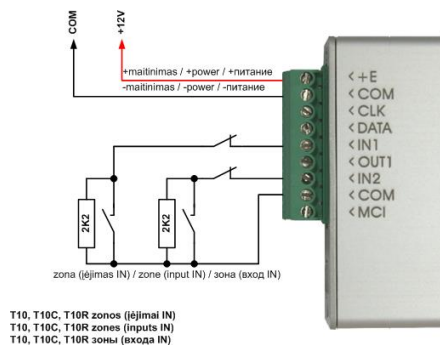 COM
+12V
+maitinimas / +power / +питание
-maitinimas / -power / -питание
< +E
< COM
< CLK
< DATA
< IN1
< OUT1
< IN2
< COM
< MCI
2K2
2K2
zona (įėjimas IN) / zone (input IN) / зона (вход IN)
T10, T10C, T10R zonos (įėjimai IN)
T10, T10C, T10R zones (inputs IN)
T10, T10C, T10R зоны (входа IN)